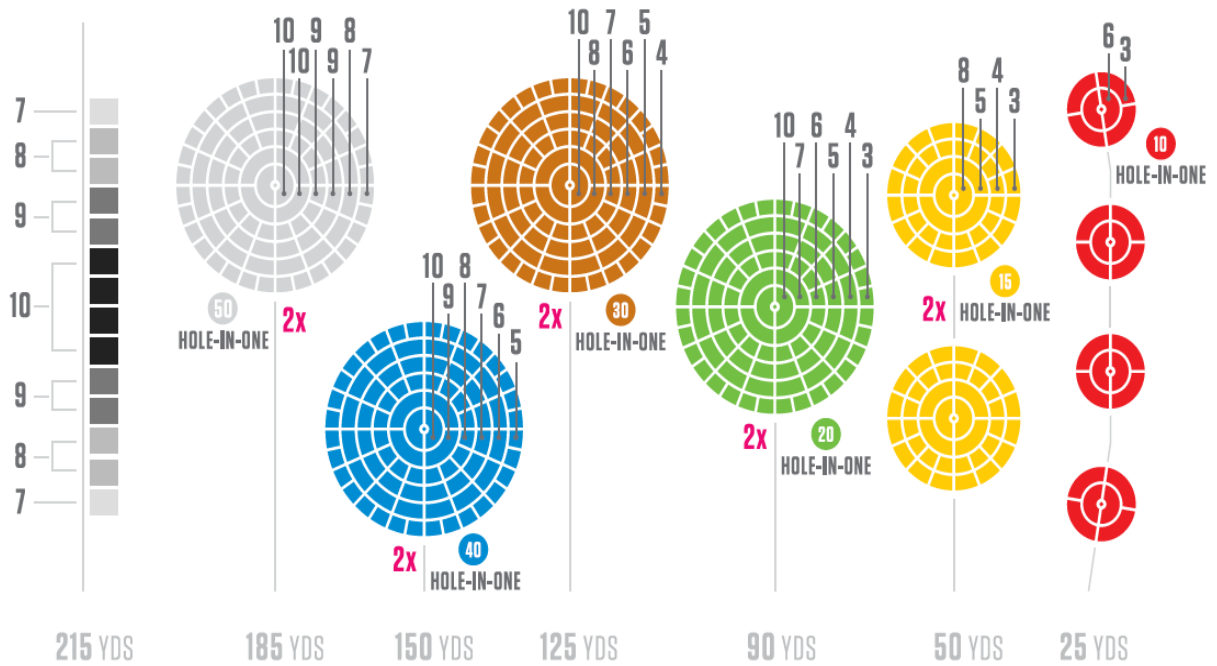 10 9 8
10 9 7
10 7 5
8 6 4
6 3
8 4
5 3
10 6 4
7 5 3
7
8
9
10
9
8
7
10
HOLE-IN-ONE
10 8 6
9 7 5
50
HOLE-IN-ONE
2x
2x
30
HOLE-IN-ONE
2x
15
HOLE-IN-ONE
2x
20
HOLE-IN-ONE
2x
40
HOLE-IN-ONE
215 YDS
185 YDS
150 YDS
125 YDS
90 YDS
50 YDS
25 YDS